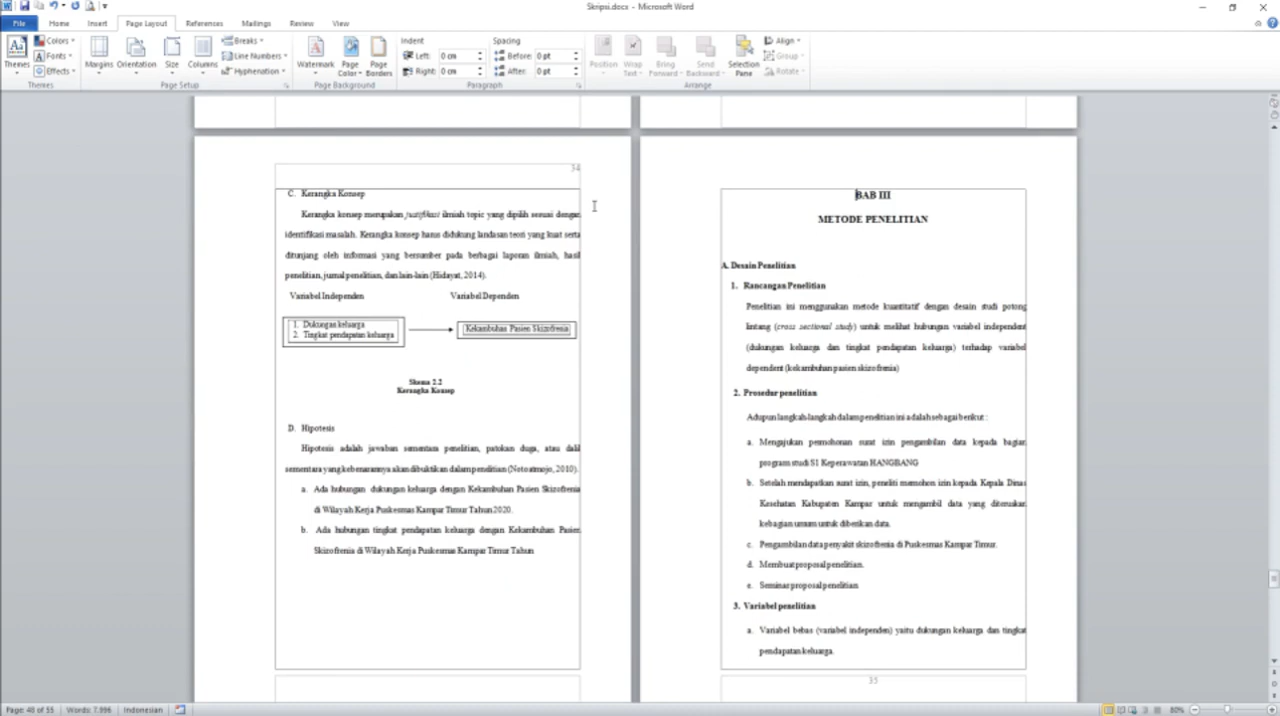 Skripsi.docx - Microsoft Word
File Home Insert Page Layout References Mailings Review View
Themes Colors Fonts Effects Margins Orientation Size Columns Breaks Line Numbers Hyphenation Watermark Page Color Page Borders
Indent Left: 0 cm Right: 0 cm Spacing Before: 0 pt After: 0 pt
Position Wrap Text Bring Forward Send Backward Selection Pane Align Group Rotate
Themes Page Setup Page Background Paragraph Arrange
34
C. Kerangka Konsep
Kerangka konsep merupakan justifikasi ilmiah topic yang dipilih sesuai dengan
identifikasi masalah. Kerangka konsep harus didukung landasan teori yang kuat serta
ditunjang oleh informasi yang bersumber pada berbagai laporan ilmiah, hasil
penelitian, jurnal penelitian, dan lain-lain (Hidayat, 2014).
Variabel Independen Variabel Dependen
1. Dukungan keluarga
2. Tingkat pendapatan keluarga
Kekambuhan Pasien Skizofrenia
Skema 2.2
Kerangka Konsep
D. Hipotesis
Hipotesis adalah jawaban sementara penelitian, patokan duga, atau dalil
sementara yang kebenarannya akan dibuktikan dalam penelitian (Notoatmojo, 2010).
a. Ada hubungan dukungan keluarga dengan Kekambuhan Pasien Skizofrenia
di Wilayah Kerja Puskesmas Kampar Timur Tahun 2020.
b. Ada hubungan tingkat pendapatan keluarga dengan Kekambuhan Pasien
Skizofrenia di Wilayah Kerja Puskesmas Kampar Timur Tahun
BAB III
METODE PENELITIAN
A. Desain Penelitian
1. Rancangan Penelitian
Penelitian ini menggunakan metode kuantitatif dengan desain studi potong
lintang (cross sectional study) untuk melihat hubungan variabel independent
(dukungan keluarga dan tingkat pendapatan keluarga) terhadap variabel
dependent (kekambuhan pasien skizofrenia)
2. Prosedur penelitian
Adapun langkah-langkah dalam penelitian ini adalah sebagai berikut :
a. Mengajukan permohonan surat izin pengambilan data kepada bagian
program studi S1 Keperawatan HANGBANG
b. Setelah mendapatkan surat izin, peneliti memohon izin kepada Kepala Dinas
Kesehatan Kabupaten Kampar untuk mengambil data yang diteruskan
kebagian umum untuk diberikan data.
c. Pengambilan data penyakit skizofrenia di Puskesmas Kampar Timur.
d. Membuat proposal penelitian.
e. Seminar proposal penelitian
3. Variabel penelitian
a. Variabel bebas (variabel independen) yaitu dukungan keluarga dan tingkat
pendapatan keluarga.
35
Page: 48 of 55 Words: 7.996 Indonesian 80%